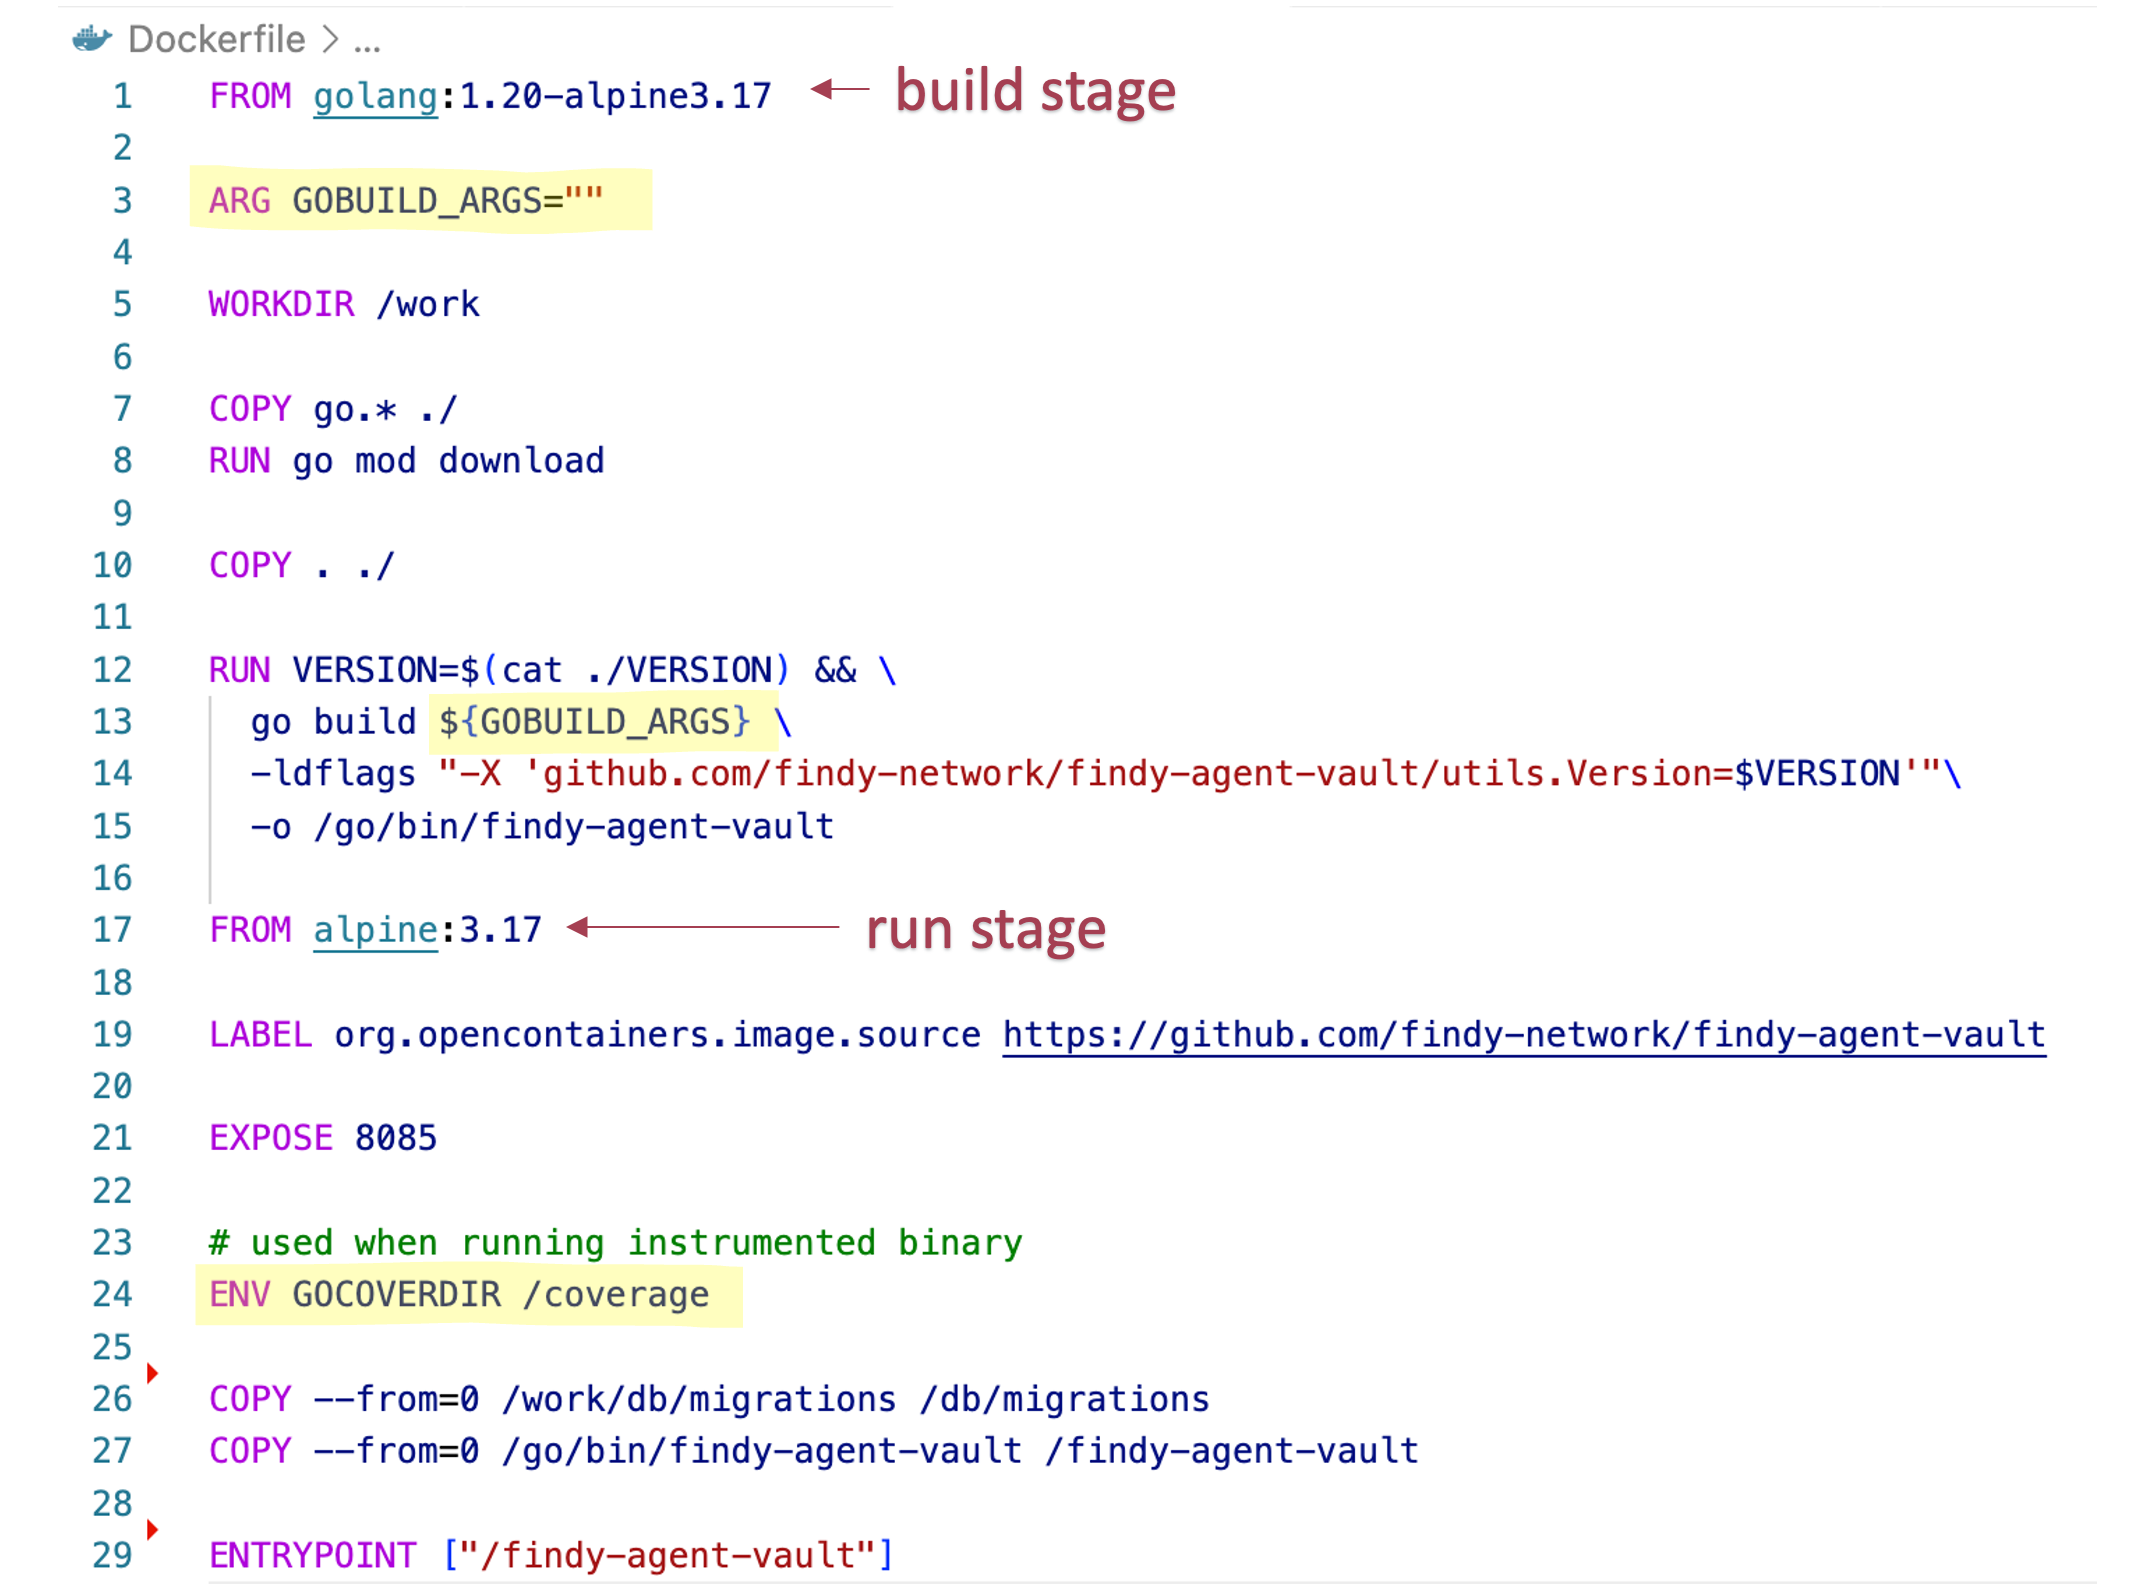 Dockerfile > ...
1 FROM golang:1.20-alpine3.17 build stage
2
3 ARG GOBUILD_ARGS=""
4
5 WORKDIR /work
6
7 COPY go.* ./
8 RUN go mod download
9
10 COPY . ./
11
12 RUN VERSION=$(cat ./VERSION) && \
13 go build ${GOBUILD_ARGS} \
14 -ldflags "-X 'github.com/findy-network/findy-agent-vault/utils.Version=$VERSION'"\
15 -o /go/bin/findy-agent-vault
16
17 FROM alpine:3.17 run stage
18
19 LABEL org.opencontainers.image.source https://github.com/findy-network/findy-agent-vault
20
21 EXPOSE 8085
22
23 # used when running instrumented binary
24 ENV GOCOVERDIR /coverage
25
26 COPY --from=0 /work/db/migrations /db/migrations
27 COPY --from=0 /go/bin/findy-agent-vault /findy-agent-vault
28
29 ENTRYPOINT ["/findy-agent-vault"]